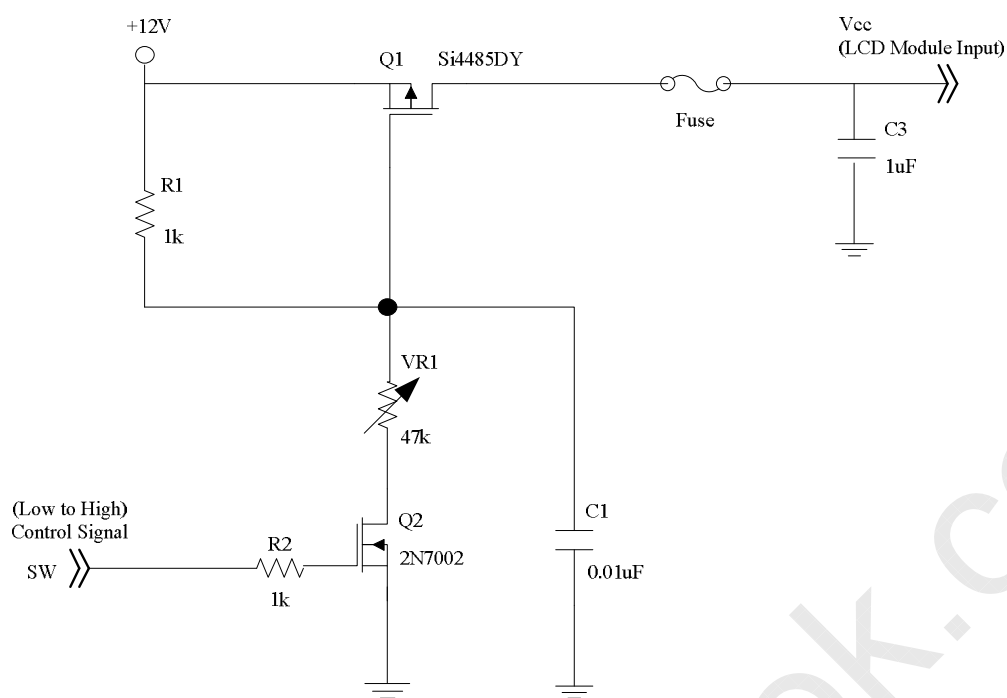 +12V
Vcc
(LCD Module Input)
Q1
Si4485DY
Fuse
C3
1uF
R1
1k
VR1
47k
(Low to High)
Control Signal
SW
R2
1k
Q2
2N7002
C1
0.01uF
ok.c